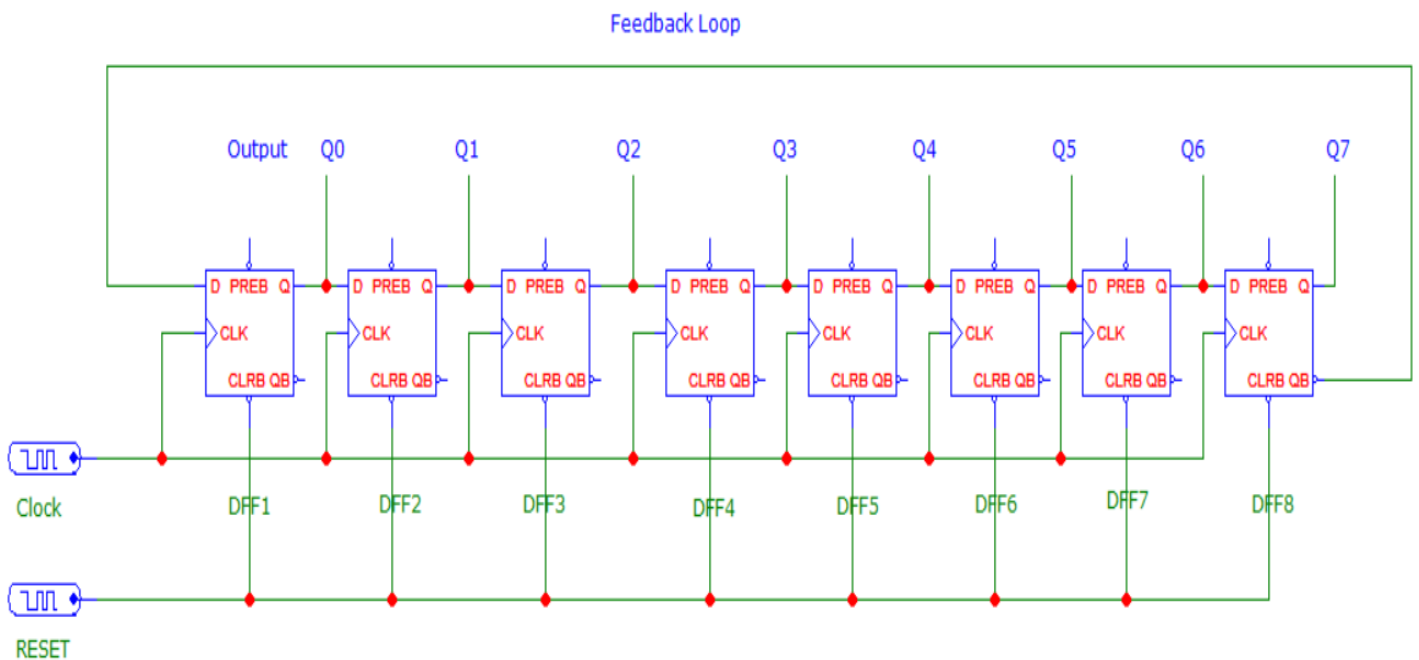 Feedback Loop
Output Q0 Q1 Q2 Q3 Q4 Q5 Q6 Q7
D PREB Q D PREB Q D PREB Q D PREB Q D PREB Q D PREB Q D PREB Q D PREB Q
CLK CLK CLK CLK CLK CLK CLK CLK
CLRB QB CLRB QB CLRB QB CLRB QB CLRB QB CLRB QB CLRB QB CLRB QB
Clock DFF1 DFF2 DFF3 DFF4 DFF5 DFF6 DFF7 DFF8
RESET